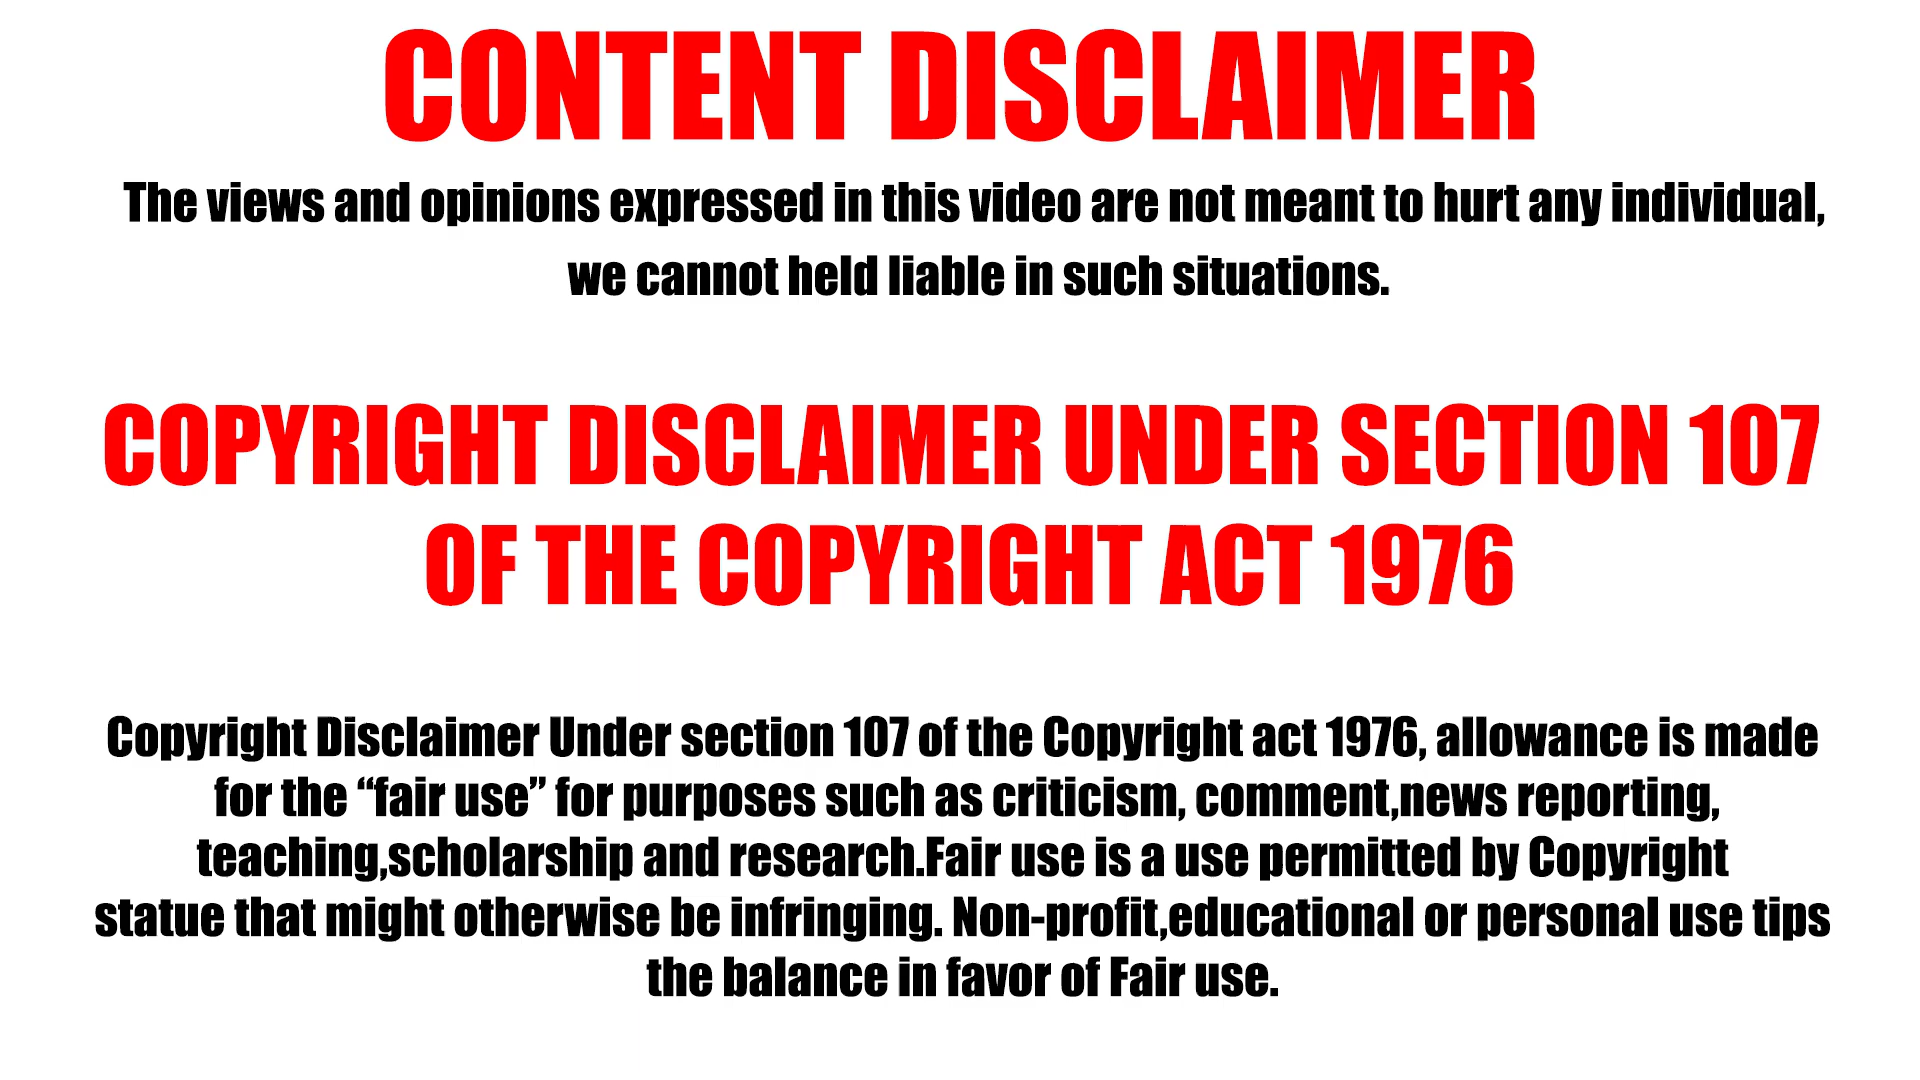 CONTENT DISCLAIMER
The views and opinions expressed in this video are not meant to hurt any individual,
we cannot held liable in such situations.
COPYRIGHT DISCLAIMER UNDER SECTION 107
OF THE COPYRIGHT ACT 1976
Copyright Disclaimer Under section 107 of the Copyright act 1976, allowance is made
for the “fair use” for purposes such as criticism, comment,news reporting,
teaching,scholarship and research.Fair use is a use permitted by Copyright
statue that might otherwise be infringing. Non-profit,educational or personal use tips
the balance in favor of Fair use.